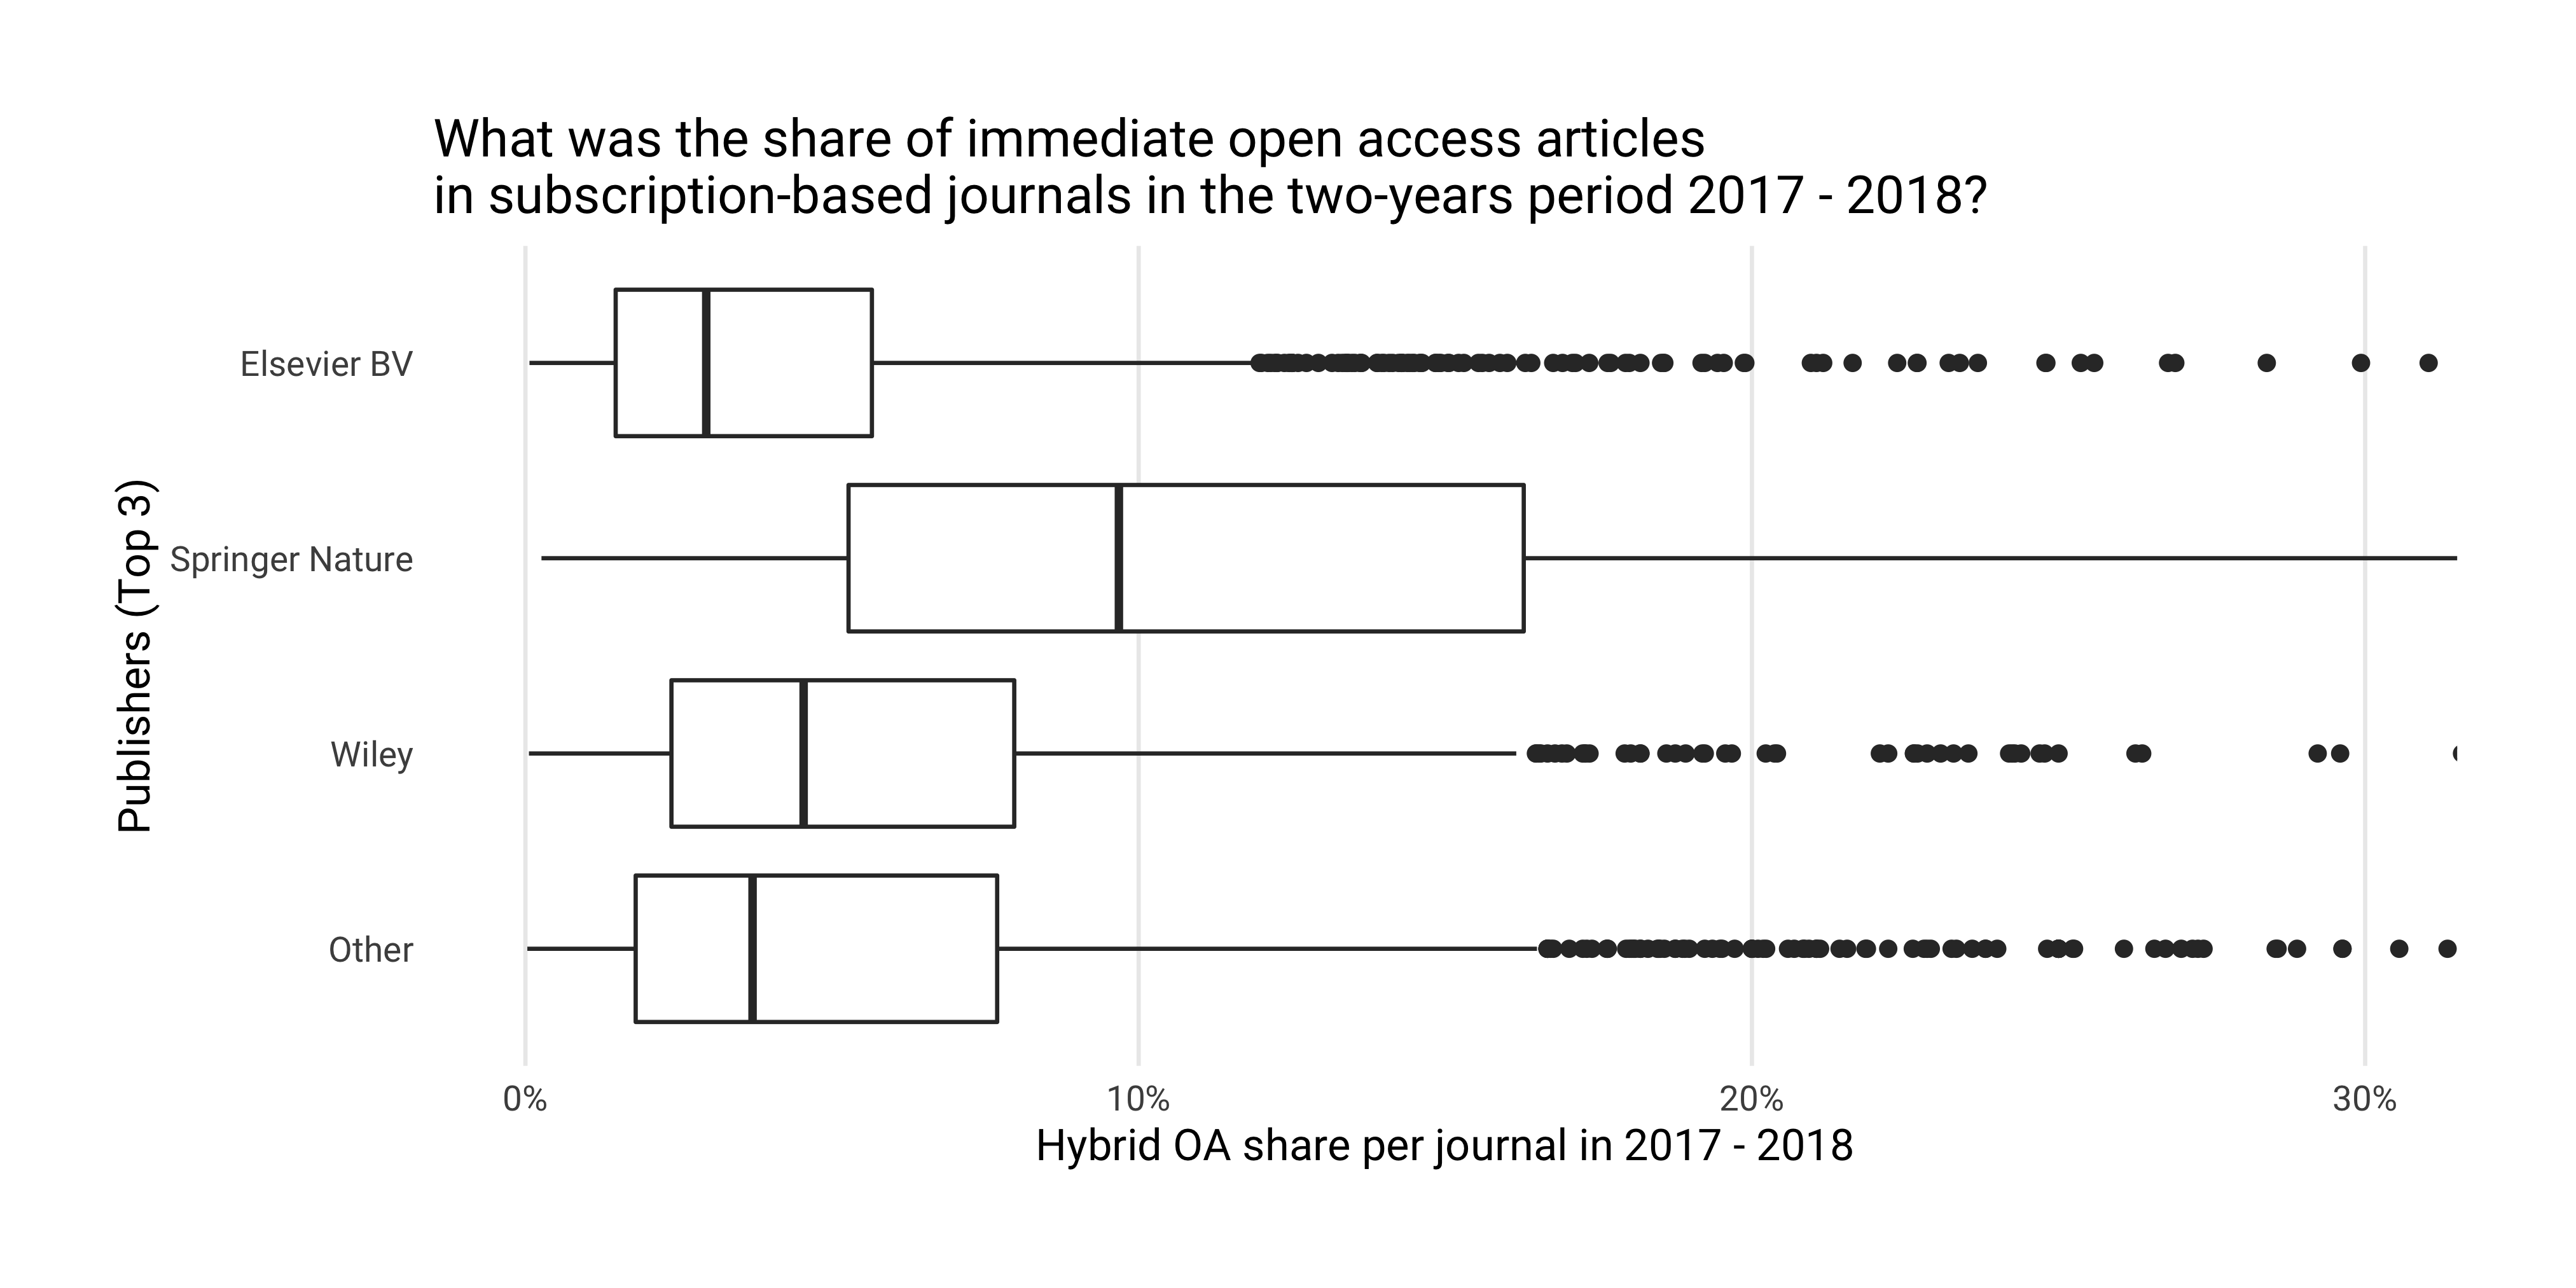 What was the share of immediate open access articles
in subscription-based journals in the two-years period 2017 - 2018?
Publishers (Top 3)
Elsevier BV
Springer Nature
Wiley
Other
0%
10%
20%
30%
Hybrid OA share per journal in 2017 - 2018